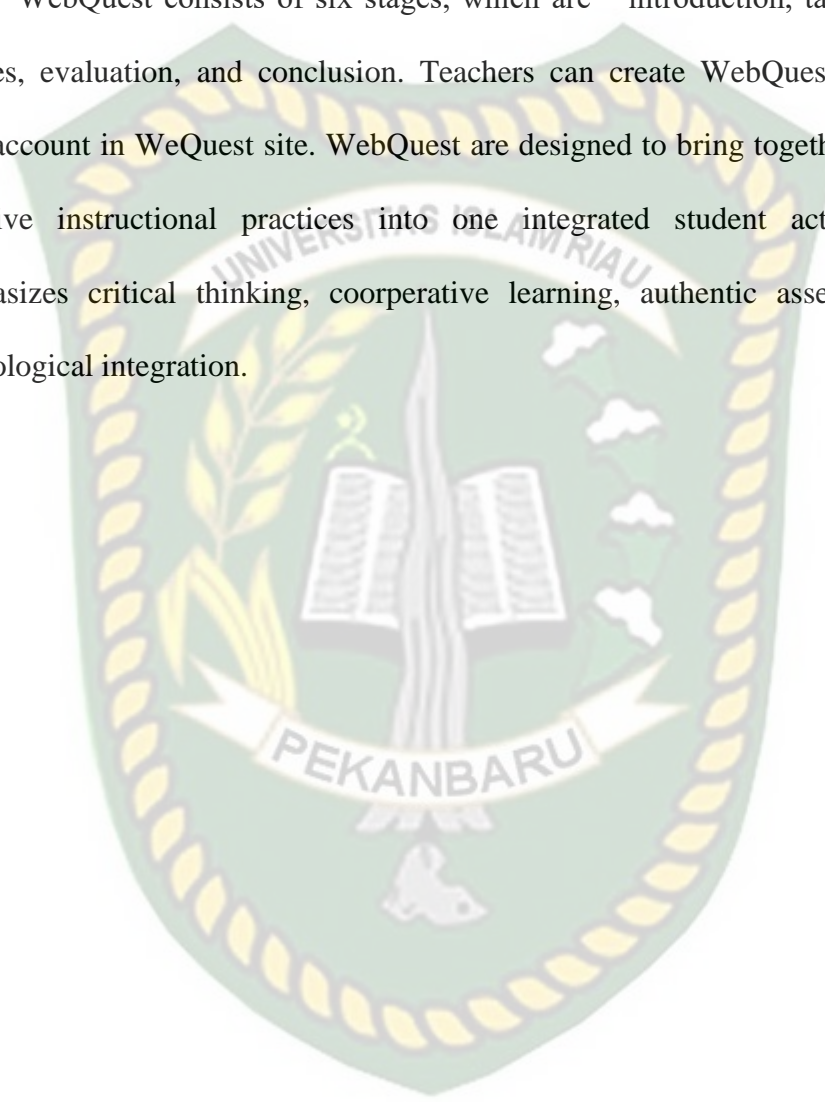 WebQuest consists of six stages, which are introduction,
evaluation, and conclusion. Teachers can create
account in WeQuest site. WebQuest are designed to bring
instructional practices into one integrated student
critical thinking, coorperative learning, authentic
integration.
UNIVERSITAS ISLAM RIAU
PEKANBARU